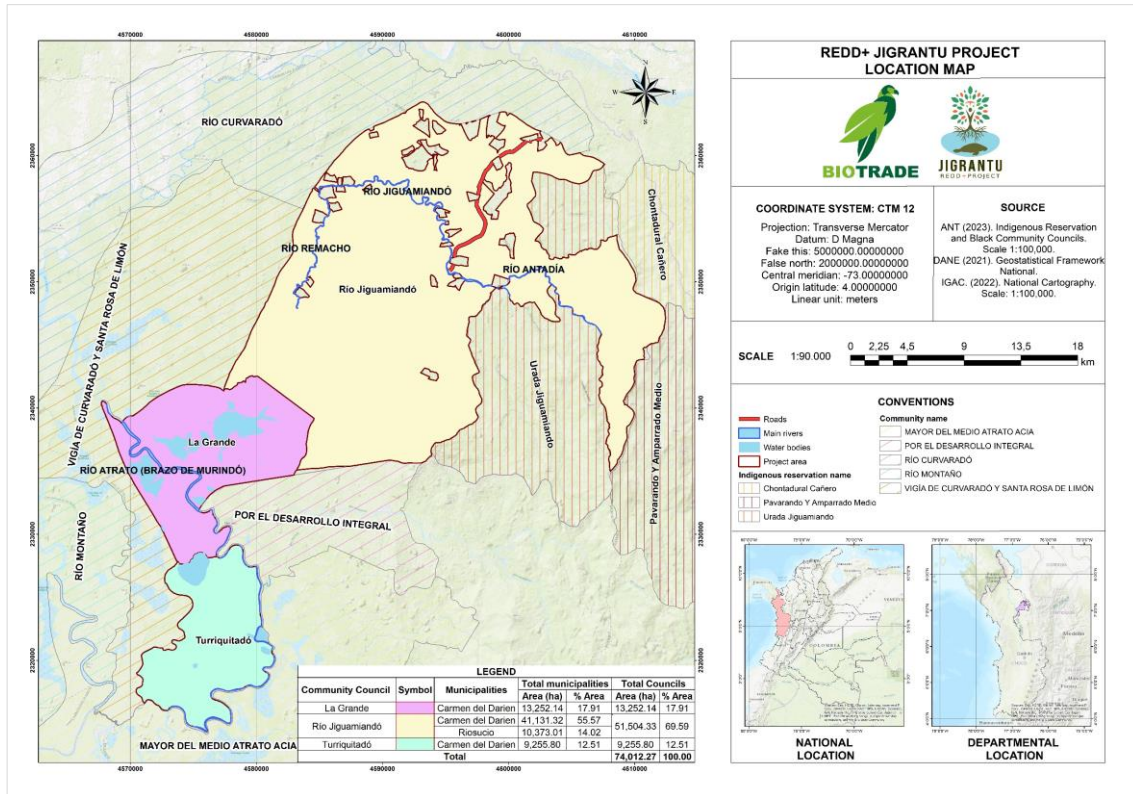 4570000 4580000 4590000 4600000 4610000
2360000
2350000
2340000
2330000
2320000
2360000
2350000
2340000
2330000
2320000
N
W E
S
RÍO CURVARADÓ
RÍO JIGUAMIANDÓ
RÍO REMACHO
RÍO ANTADÍA
Río Jiguamiandó
Chontadural Cañero
VIGÍA DE CURVARADÓ Y SANTA ROSA DE LIMÓN
Urada Jiguamiando
Pavarando Y Amparrado Medio
La Grande
RÍO ATRATO (BRAZO DE MURINDÓ)
POR EL DESARROLLO INTEGRAL
RÍO MONTAÑO
Turriquitadó
MAYOR DEL MEDIO ATRATO ACIA
LEGEND
Community Council Symbol Municipalities Total municipalities Total Councils
Area (ha) % Area Area (ha) % Area
La Grande Carmen del Darien 13,252.14 17.91 13,252.14 17.91
Río Jiguamiandó Carmen del Darien 41,131.32 55.57 51,504.33 69.59
Riosucio 10,373.01 14.02
Turriquitadó Carmen del Darien 9,255.80 12.51 9,255.80 12.51
Total 74,012.27 100.00
4570000 4580000 4590000 4600000 4610000
REDD+ JIGRANTU PROJECT
LOCATION MAP
BIOTRADE
JIGRANTU
REDD+PROJECT
COORDINATE SYSTEM: CTM 12
Projection: Transverse Mercator
Datum: D Magna
Fake this: 5000000.00000000
False north: 2000000.00000000
Central meridian: -73.00000000
Origin latitude: 4.00000000
Linear unit: meters
SOURCE
ANT (2023). Indigenous Reservation
and Black Community Councils.
Scale 1:100,000.
DANE (2021). Geostatistical Framework
National.
IGAC. (2022). National Cartography.
Scale: 1:100,000.
SCALE 1:90.000
0 2,25 4,5 9 13,5 18
km
CONVENTIONS
Roads
Main rivers
Water bodies
Project area
Indigenous reservation name
Chontadural Cañero
Pavarando Y Amparrado Medio
Urada Jiguamiando
Community name
MAYOR DEL MEDIO ATRATO ACIA
POR EL DESARROLLO INTEGRAL
RÍO CURVARADÓ
RÍO MONTAÑO
VIGÍA DE CURVARADÓ Y SANTA ROSA DE LIMÓN
COLOMBIA
NATIONAL
LOCATION
DEPARTMENTAL
LOCATION